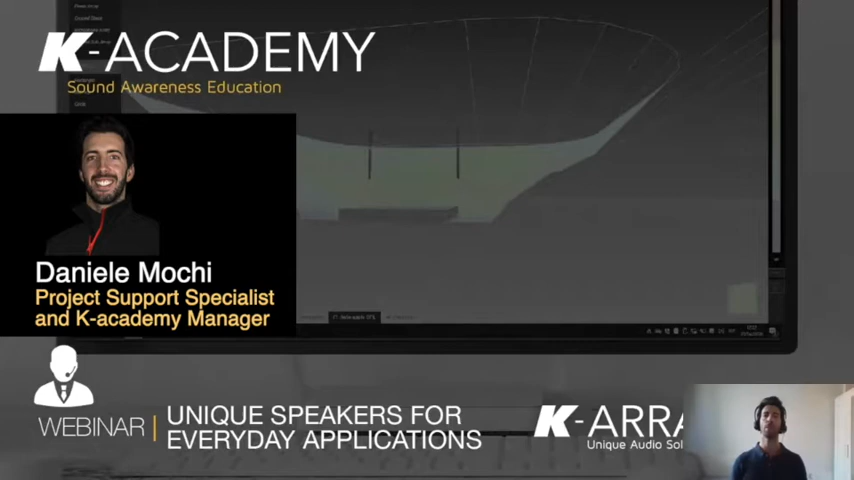 K-ACADEMY
Sound Awareness Education
Daniele Mochi
Project Support Specialist
and K-academy Manager
WEBINAR
UNIQUE SPEAKERS FOR
EVERYDAY APPLICATIONS
K-ARRA
Unique Audio Sol